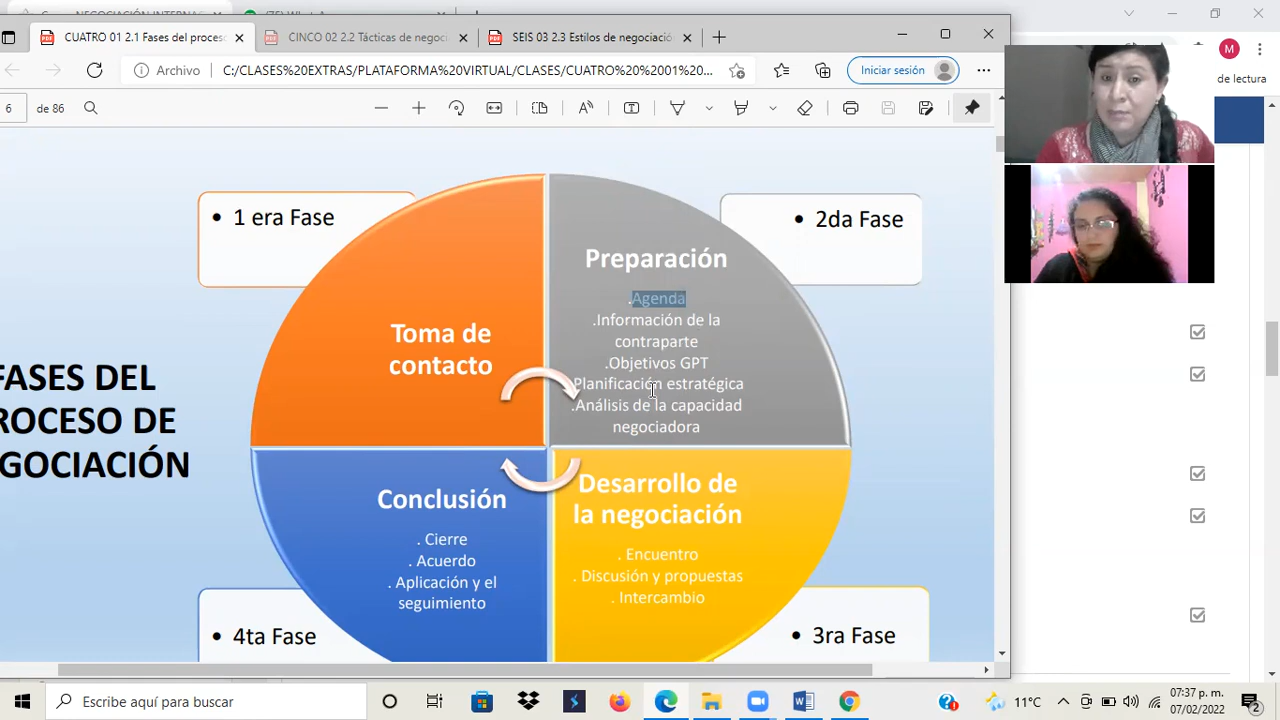 CUATRO 01 2.1 Fases del proces
CINCO 02 2.2 Tácticas de negoci
SEIS 03 2.3 Estilos de negociación
Archivo
C:/CLASES%20EXTRAS/PLATAFORMA%20VIRTUAL/CLASES/CUATRO%20%2001%20...
Iniciar sesión
M
de lectura
6
de 86
• 1 era Fase
• 2da Fase
Preparación
.Agenda
.Información de la
contraparte
.Objetivos GPT
Planificación estratégica
.Análisis de la capacidad
negociadora
Toma de
contacto
FASES DEL
ROCESO DE
GOCIACIÓN
Conclusión
. Cierre
. Acuerdo
. Aplicación y el
seguimiento
Desarrollo de
la negociación
. Encuentro
. Discusión y propuestas
. Intercambio
• 4ta Fase
• 3ra Fase
Escribe aquí para buscar
11°C
07:37 p. m.
07/02/2022
2